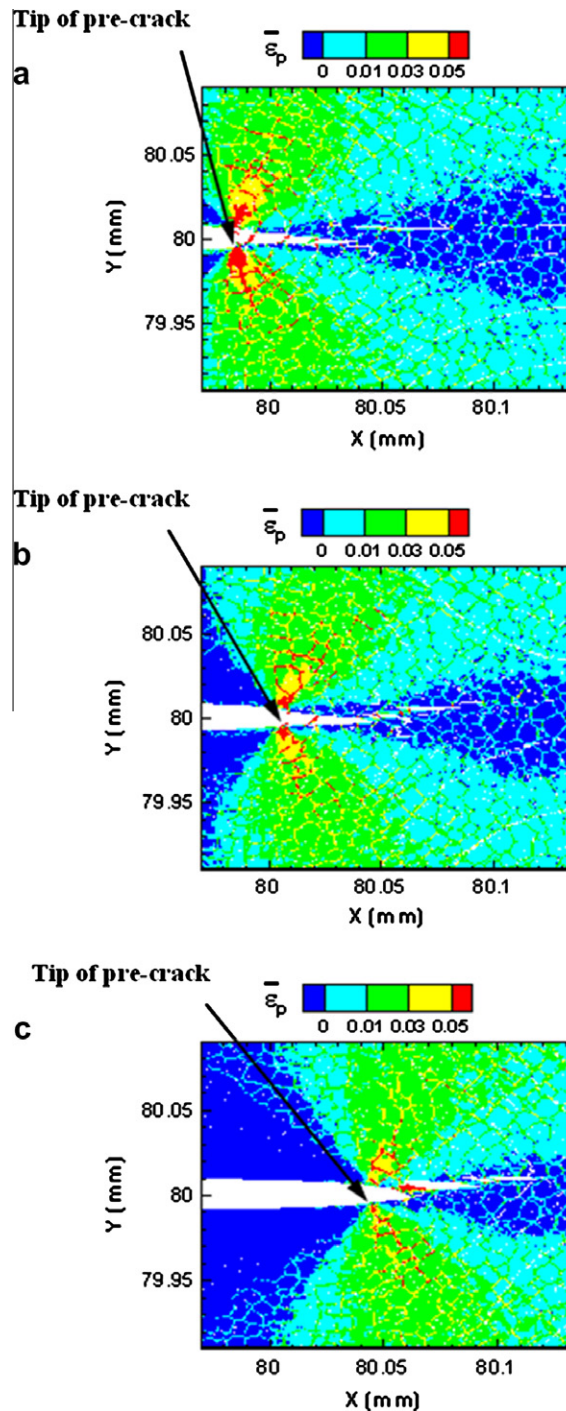 Tip of pre-crack
a
ε̅p
0 0.01 0.03 0.05
80.05
80
79.95
Y (mm)
80 80.05 80.1
X (mm)
Tip of pre-crack
b
ε̅p
0 0.01 0.03 0.05
80.05
80
79.95
Y (mm)
80 80.05 80.1
X (mm)
Tip of pre-crack
c
ε̅p
0 0.01 0.03 0.05
80.05
80
79.95
Y (mm)
80 80.05 80.1
X (mm)